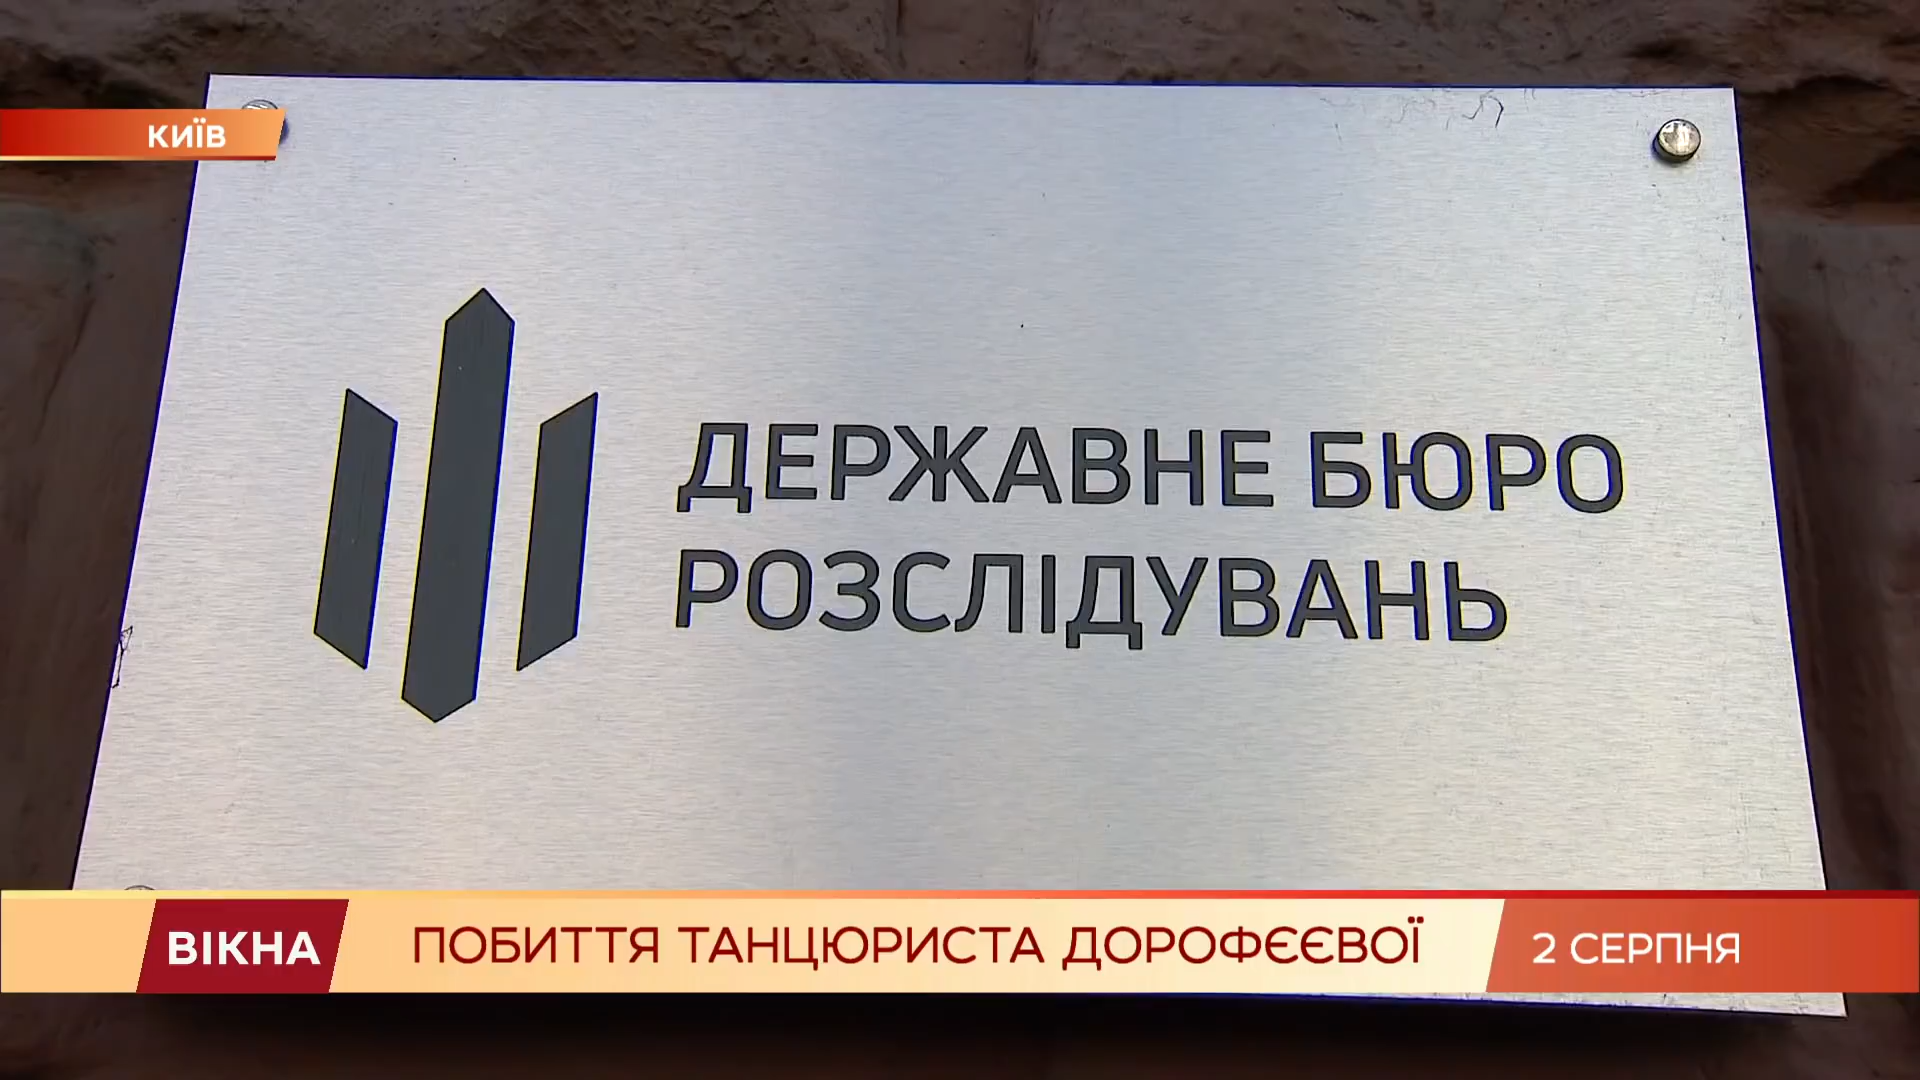 КИЇВ
ДЕРЖАВНЕ БЮРО
РОЗСЛІДУВАНЬ
ВІКНА
ПОБИТТЯ ТАНЦЮРИСТА ДОРОФЄЄВОЇ
2 СЕРПНЯ